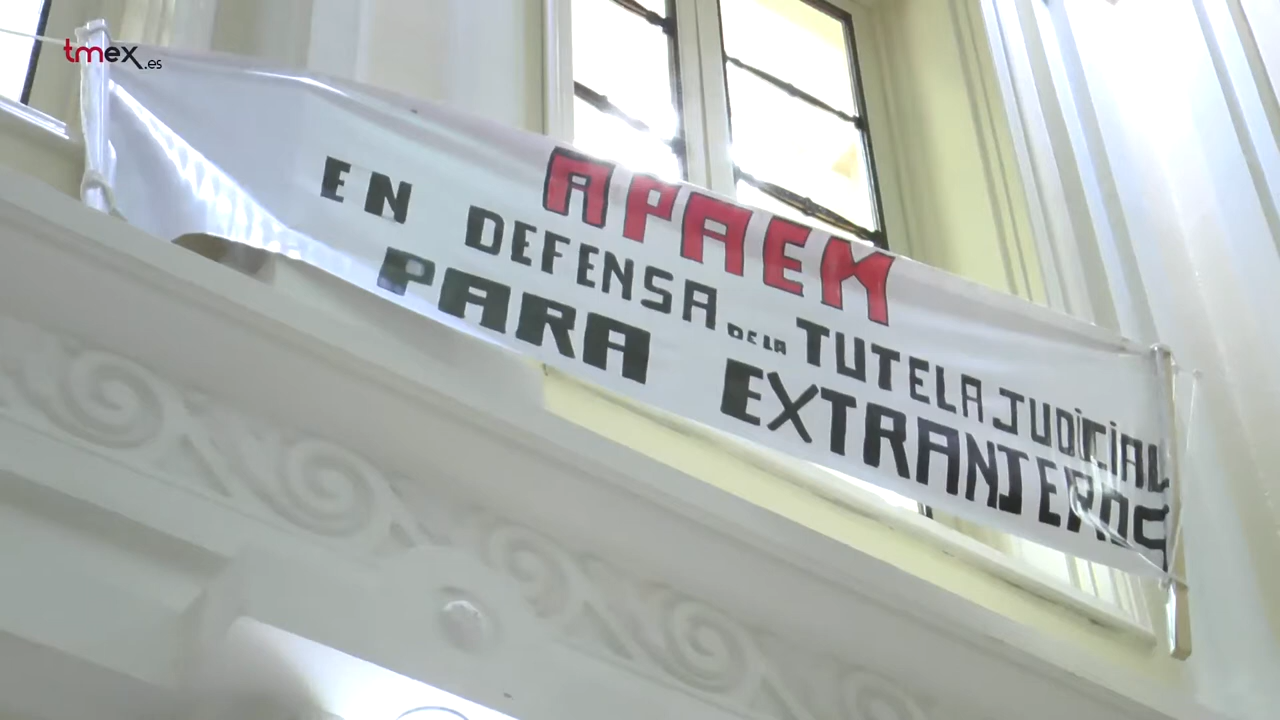 tmex.es
APAEM
EN DEFENSA DE LA TUTELA JUDICIAL
PARA EXTRANJEROS